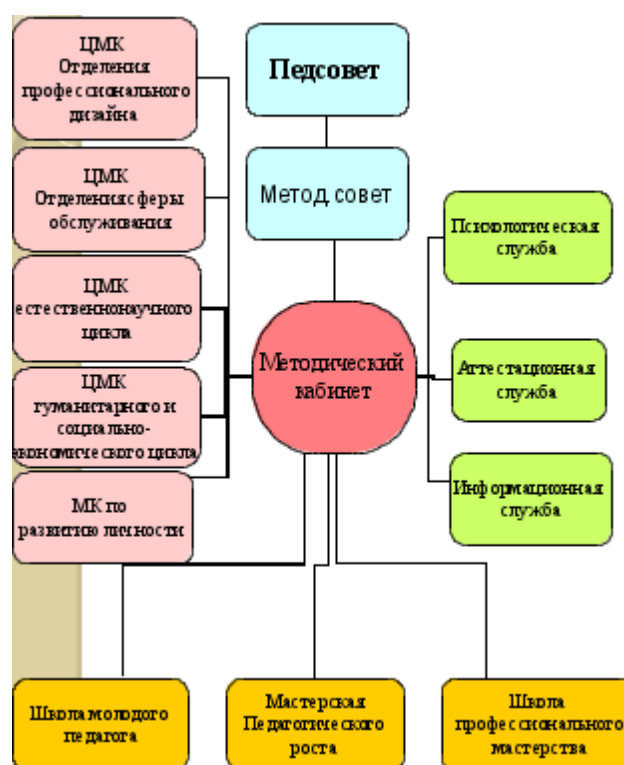 ЦМК
Отделения
профессионального
дизайна
Педсовет
ЦМК
Отделения сферы
обслуживания
Метод. совет
Психологическая
служба
ЦМК
естественнонаучного
цикла
Методический
кабинет
Аттестационная
служба
ЦМК
гуманитарного и
социально-
экономического цикла
МК по
развитию личности
Информационная
служба
Школа молодого
педагога
Мастерская
Педагогического
роста
Школа
профессионального
мастерства